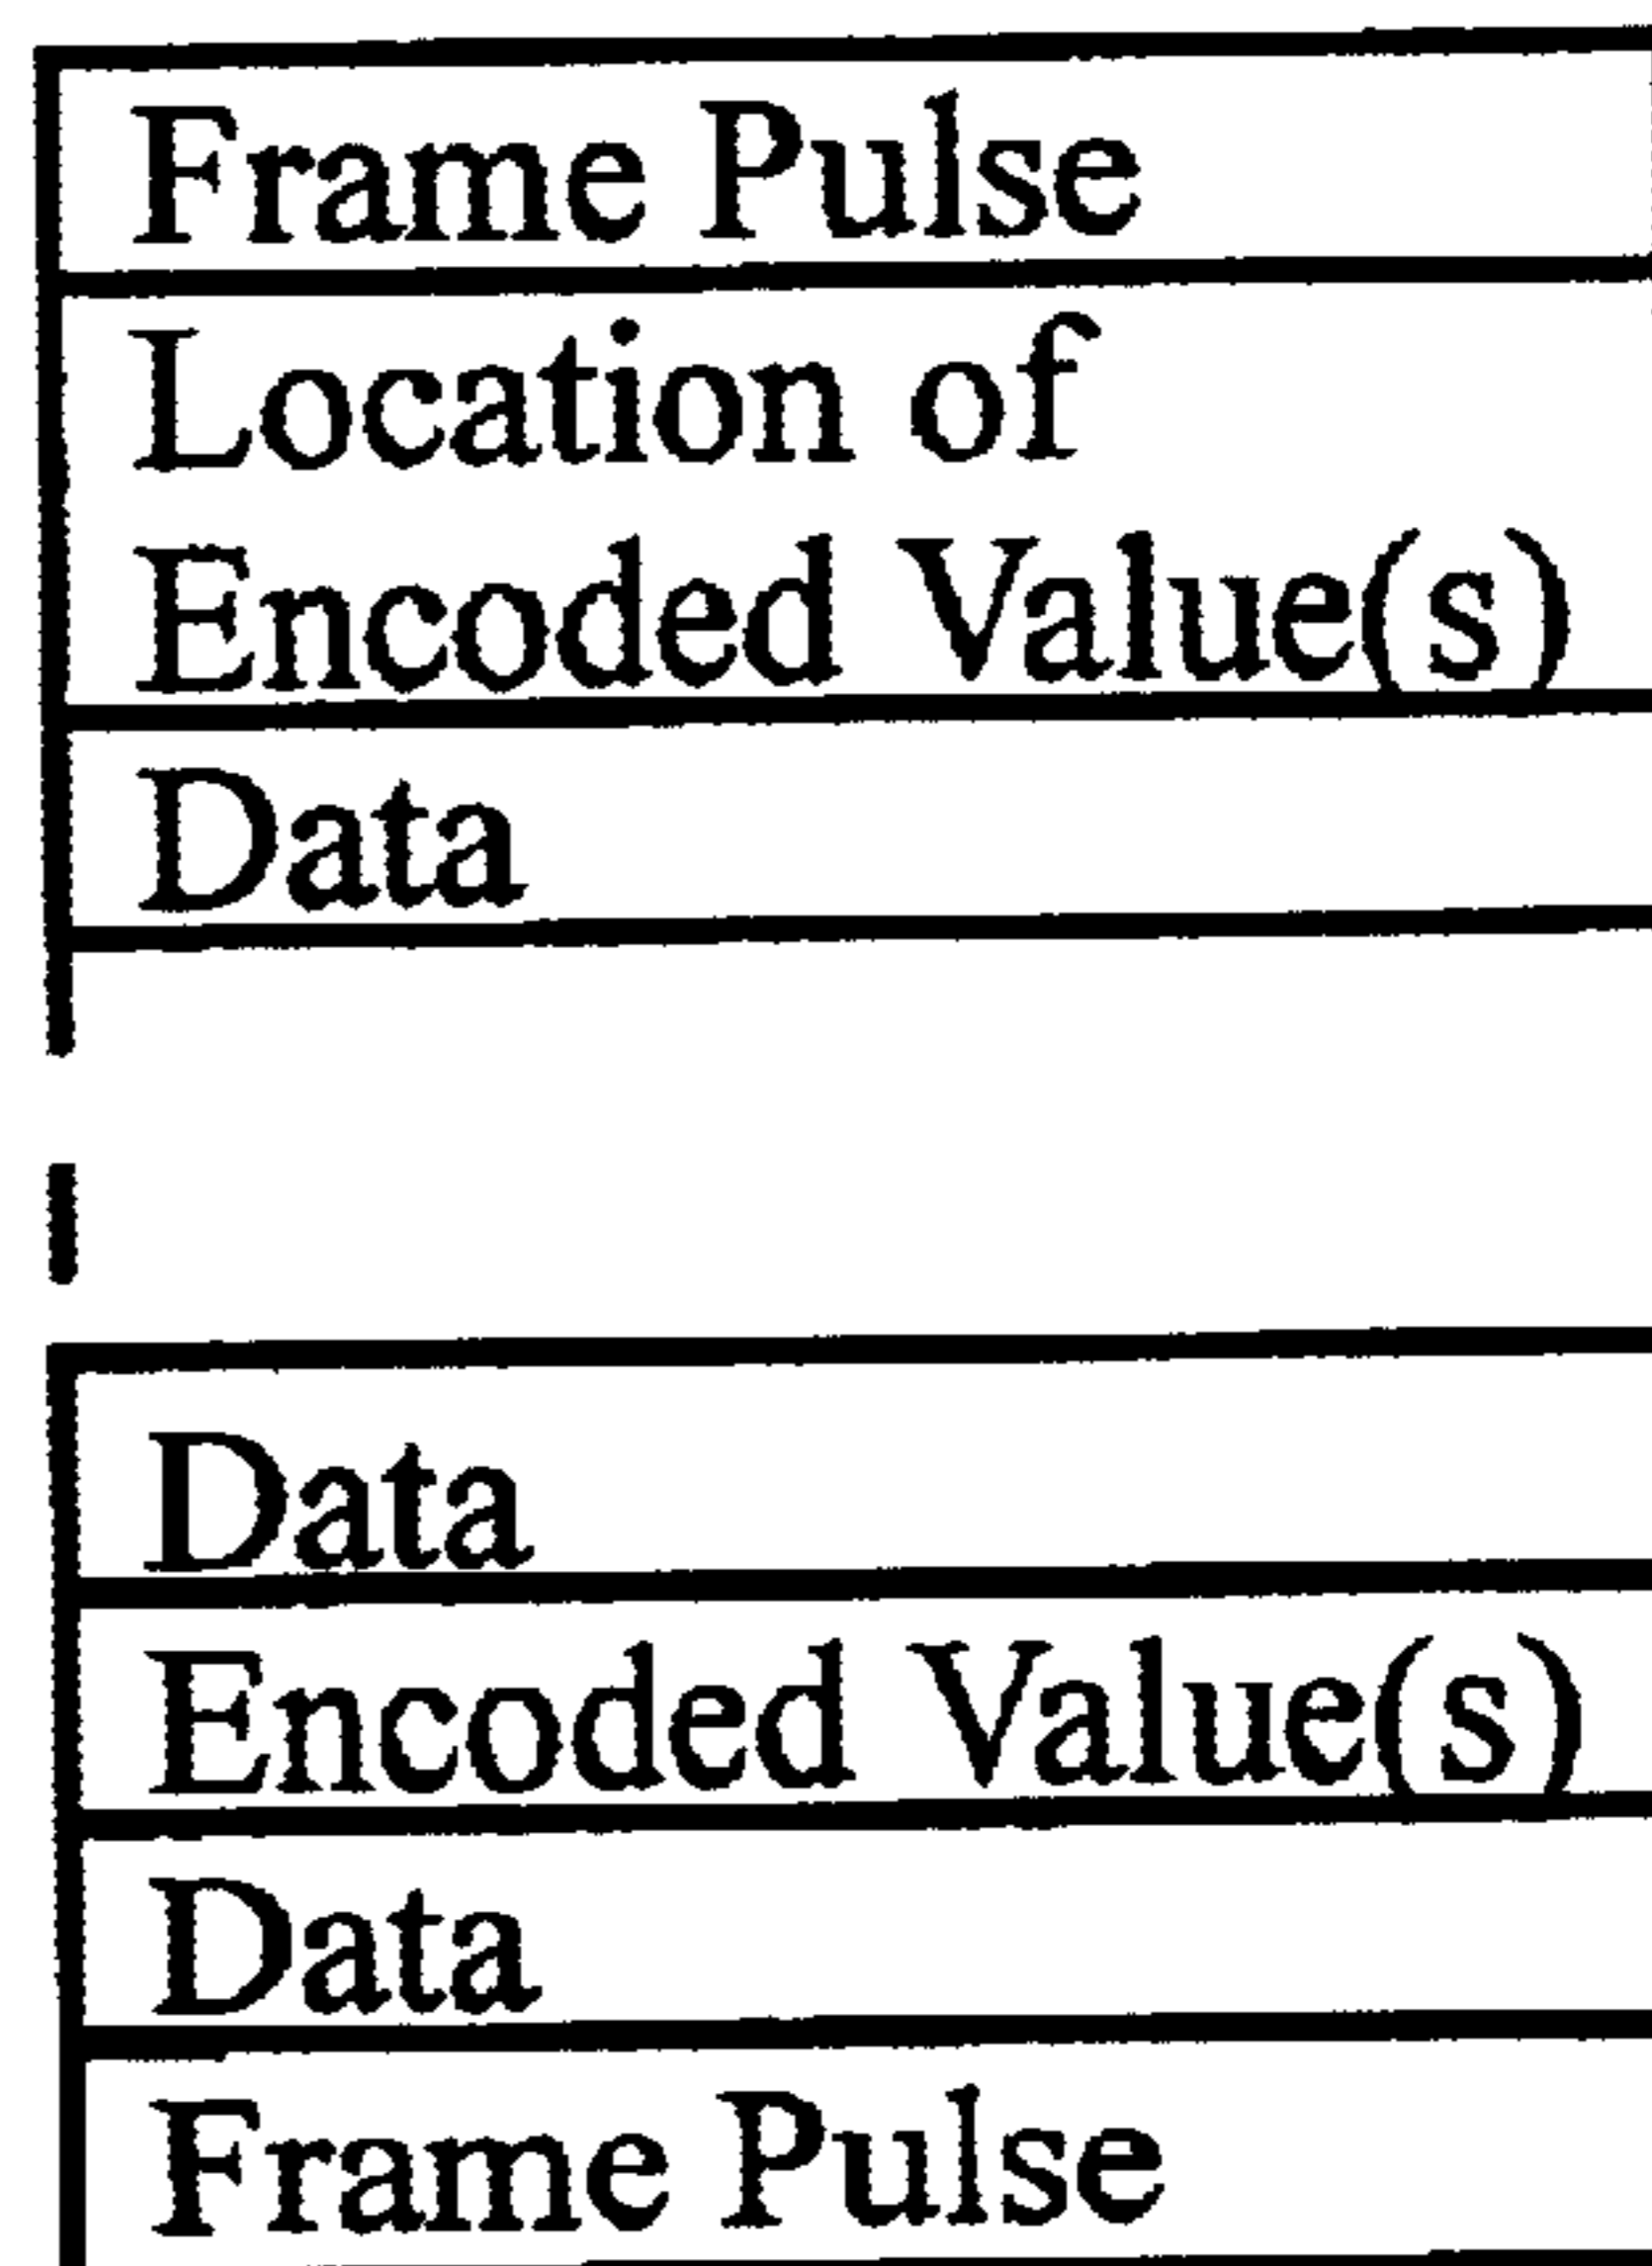 Frame Pulse
Location of
Encoded Value(s)
Data
Data
Encoded Value(s)
Data
Frame Pulse